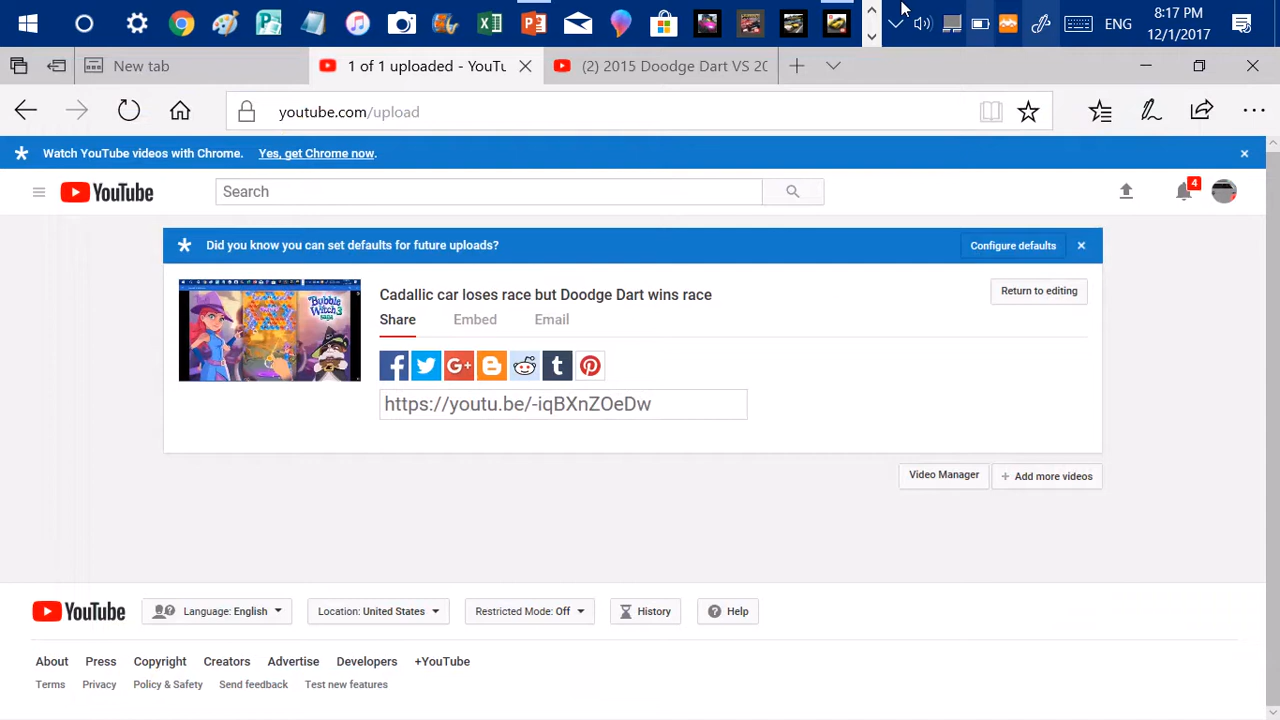 ENG
8:17 PM
12/1/2017
New tab
1 of 1 uploaded - YouTu
(2) 2015 Doodge Dart VS 20
youtube.com/upload
Watch YouTube videos with Chrome. Yes, get Chrome now.
YouTube
Search
4
Did you know you can set defaults for future uploads?
Configure defaults
Cadallic car loses race but Doodge Dart wins race
Return to editing
Share Embed Email
https://youtu.be/-iqBXnZOeDw
Bubble
Witch 3
saga
Video Manager
+ Add more videos
YouTube
Language: English
Location: United States
Restricted Mode: Off
History
Help
About Press Copyright Creators Advertise Developers +YouTube
Terms Privacy Policy & Safety Send feedback Test new features